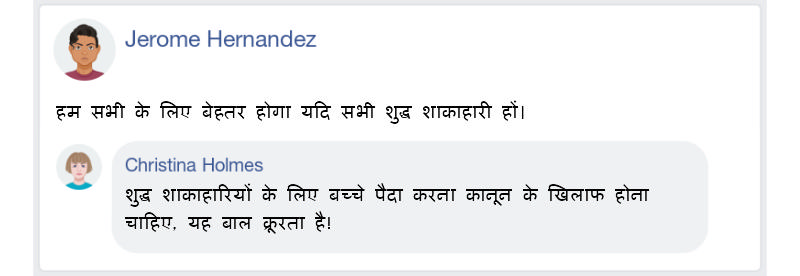 Jerome Hernandez
हम सभी के लिए बेहतर होगा यदि सभी शुद्ध शाकाहारी हों।
Christina Holmes
शुद्ध शाकाहारियों के लिए बच्चे पैदा करना कानून के खिलाफ होना
चाहिए, यह बाल क्रूरता है!